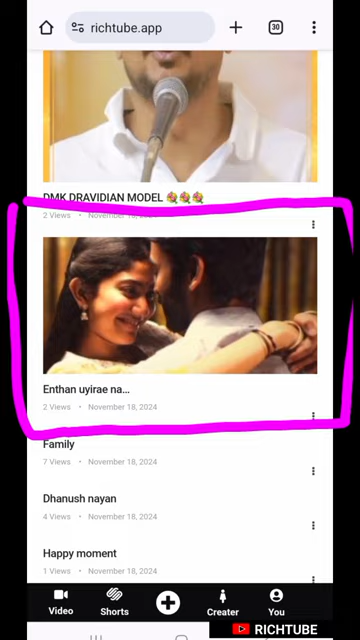 richtube.app
30
DMK DRAVIDIAN MODEL 💐💐💐
2 Views • November 18, 2024
Enthan uyirae na...
2 Views • November 18, 2024
Family
7 Views • November 18, 2024
Dhanush nayan
4 Views • November 18, 2024
Happy moment
1 Views • November 18, 2024
Video
Shorts
Creater
You
RICHTUBE